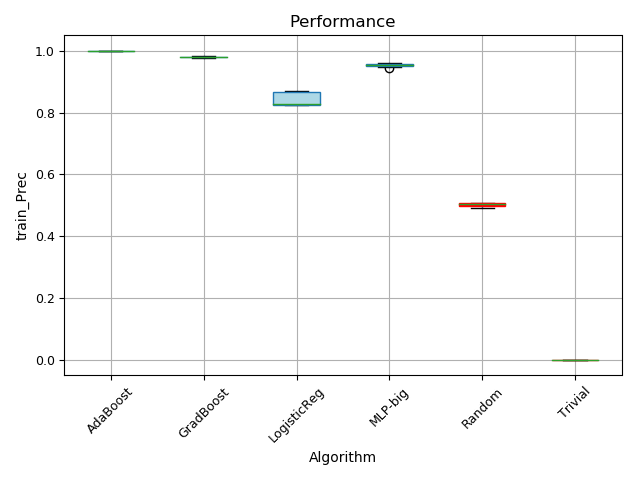 Performance
train_Prec
1.0
0.8
0.6
0.4
0.2
0.0
AdaBoost
GradBoost
LogisticReg
MLP-big
Random
Trivial
Algorithm